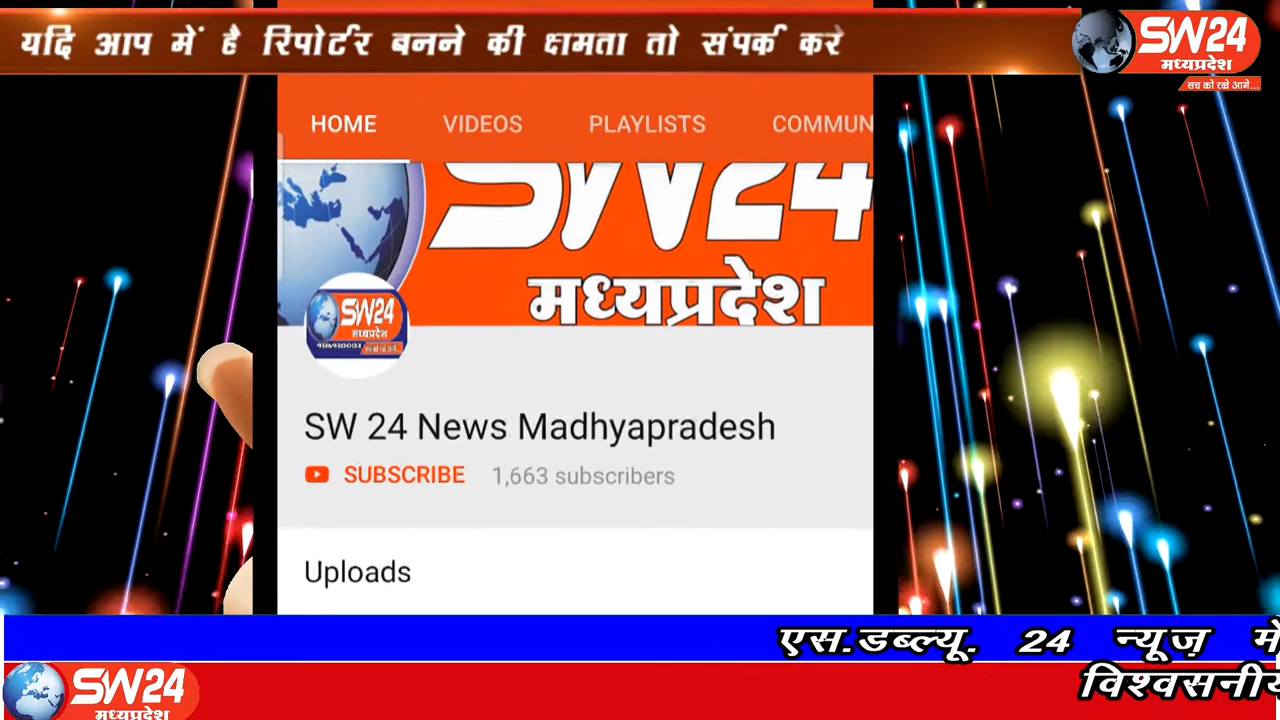 यदि आप में है रिपोर्टर बनने की क्षमता तो संपर्क करे
SW24
मध्यप्रदेश
सच को रखे आगे...
HOME VIDEOS PLAYLISTS COMMUN
SW24
मध्यप्रदेश
SW24
मध्यप्रदेश
SW 24 News Madhyapradesh
SUBSCRIBE 1,663 subscribers
Uploads
एस.डब्ल्यू. 24 न्यूज़ में
विश्वसनीय
SW24
मध्यप्रदेश